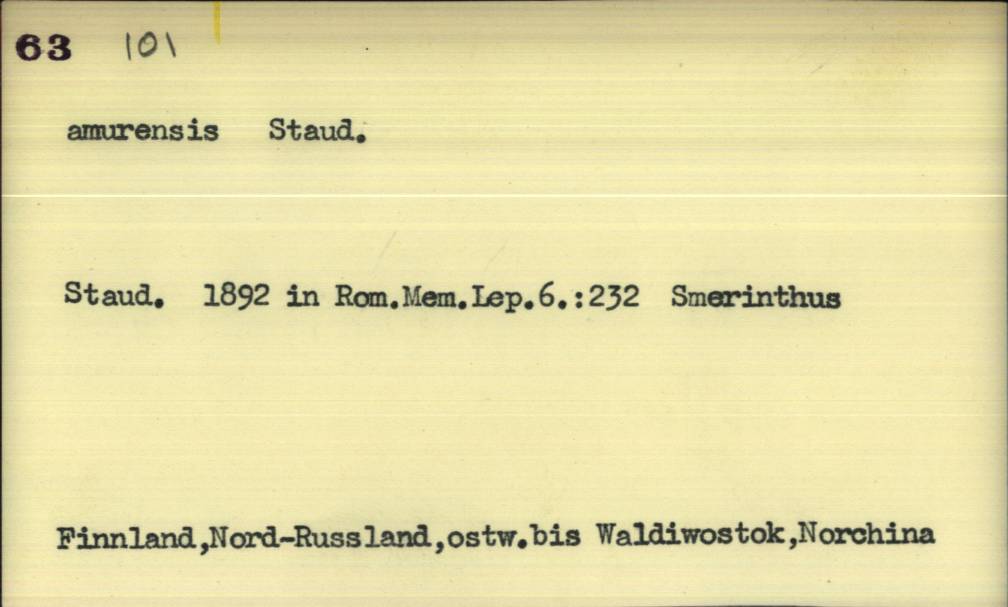 63 101
amurensis Staud.
Staud. 1892 in Rom.Mem.Lep.6.:232 Smerinthus
Finnland,Nord-Russland,ostw.bis Waldiwostok,Norchina